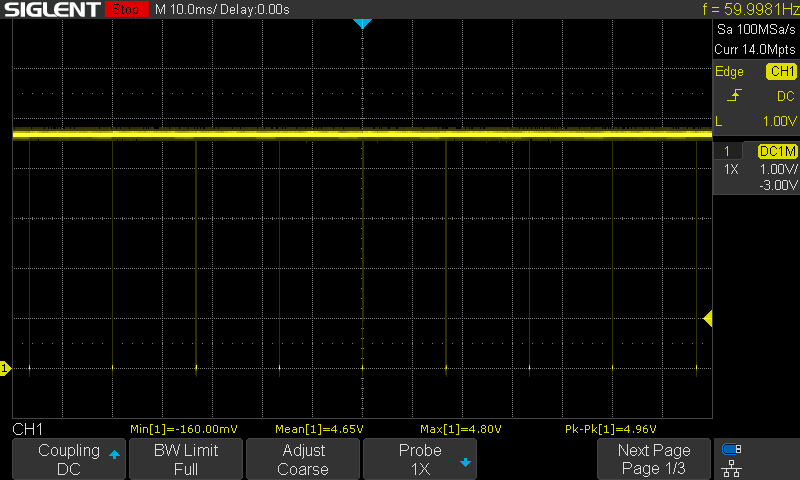 SIGLENT Stop M 10.0ms/ Delay:0.00s f = 59.9981Hz
Sa 100MSa/s
Curr 14.0Mpts
Edge CH1
DC
L 1.00V
1 DC1M
1X 1.00V/
-3.00V
1
CH1 Min[1]=-160.00mV Mean[1]=4.65V Max[1]=4.80V Pk-Pk[1]=4.96V
Coupling BW Limit Adjust Probe Next Page
DC Full Coarse 1X Page 1/3